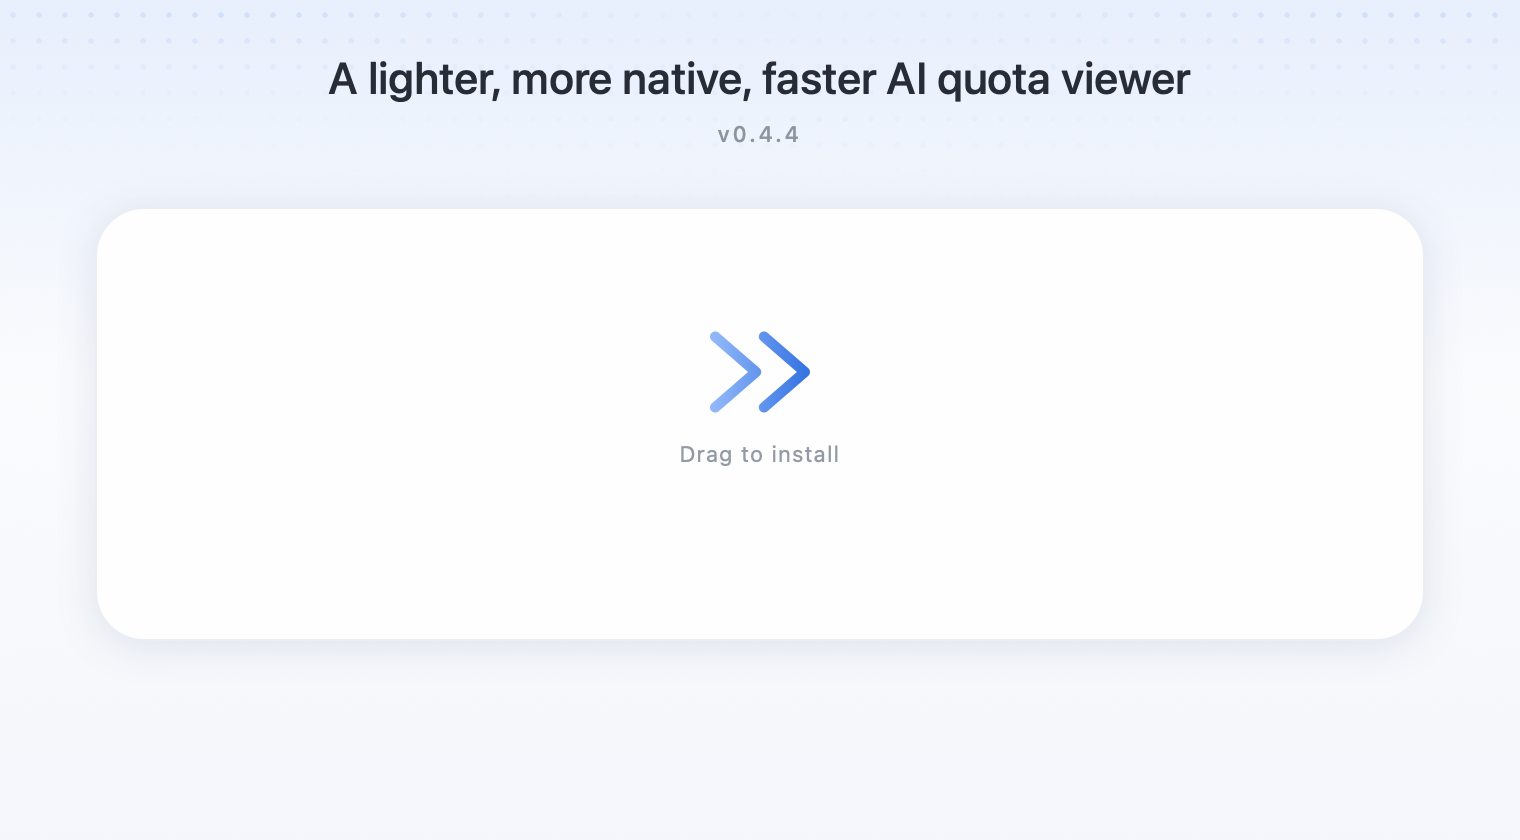 A lighter, more native, faster AI quota viewer
v0.4.4
Drag to install